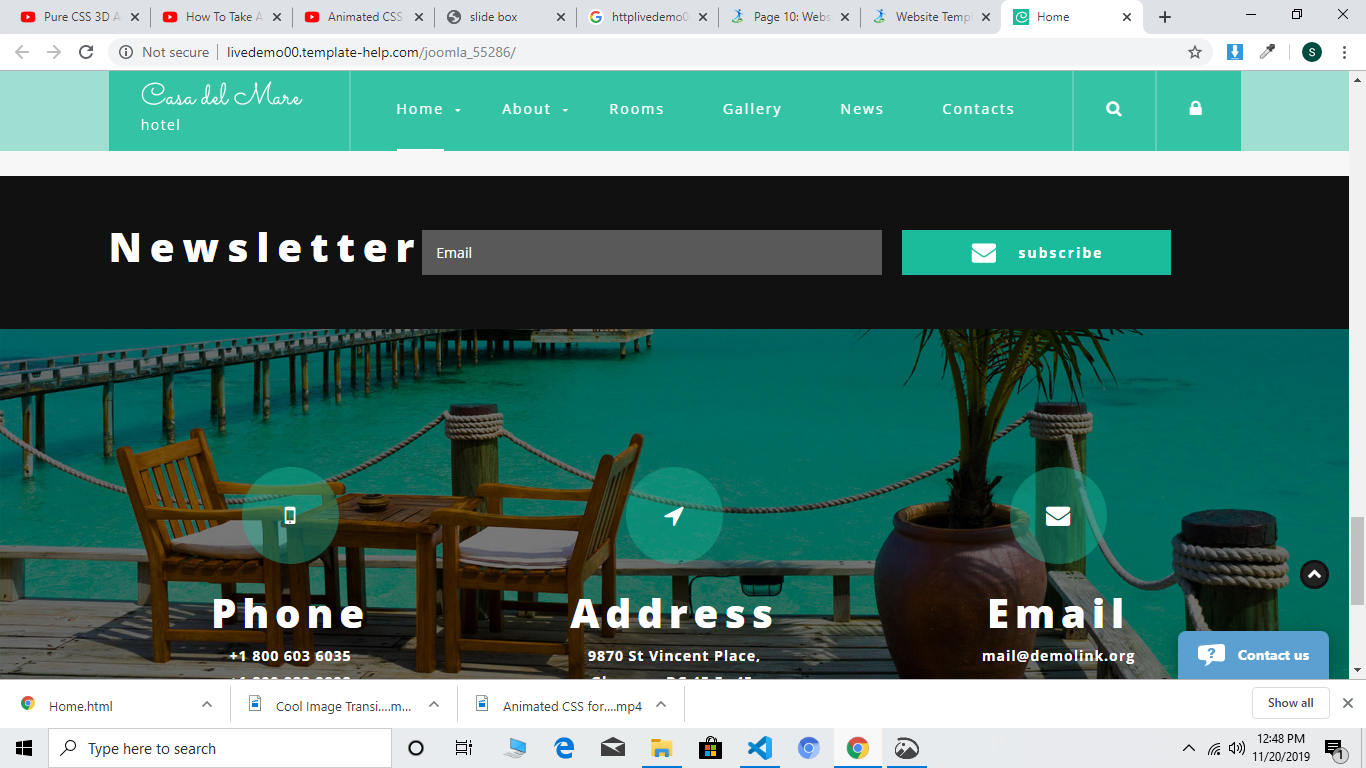 Pure CSS 3D A
How To Take A
Animated CSS
slide box
httplivedemo0
Page 10: Webs
Website Temp
Home
Not secure
livedemo00.template-help.com/joomla_55286/
S
Casa del Mare
hotel
Home
About
Rooms
Gallery
News
Contacts
Newsletter
Email
subscribe
Phone
Address
Email
+1 800 603 6035
9870 St Vincent Place,
mail@demolink.org
Contact us
Home.html
Cool Image Transi....m...
Animated CSS for....mp4
Show all
Type here to search
12:48 PM
11/20/2019
1